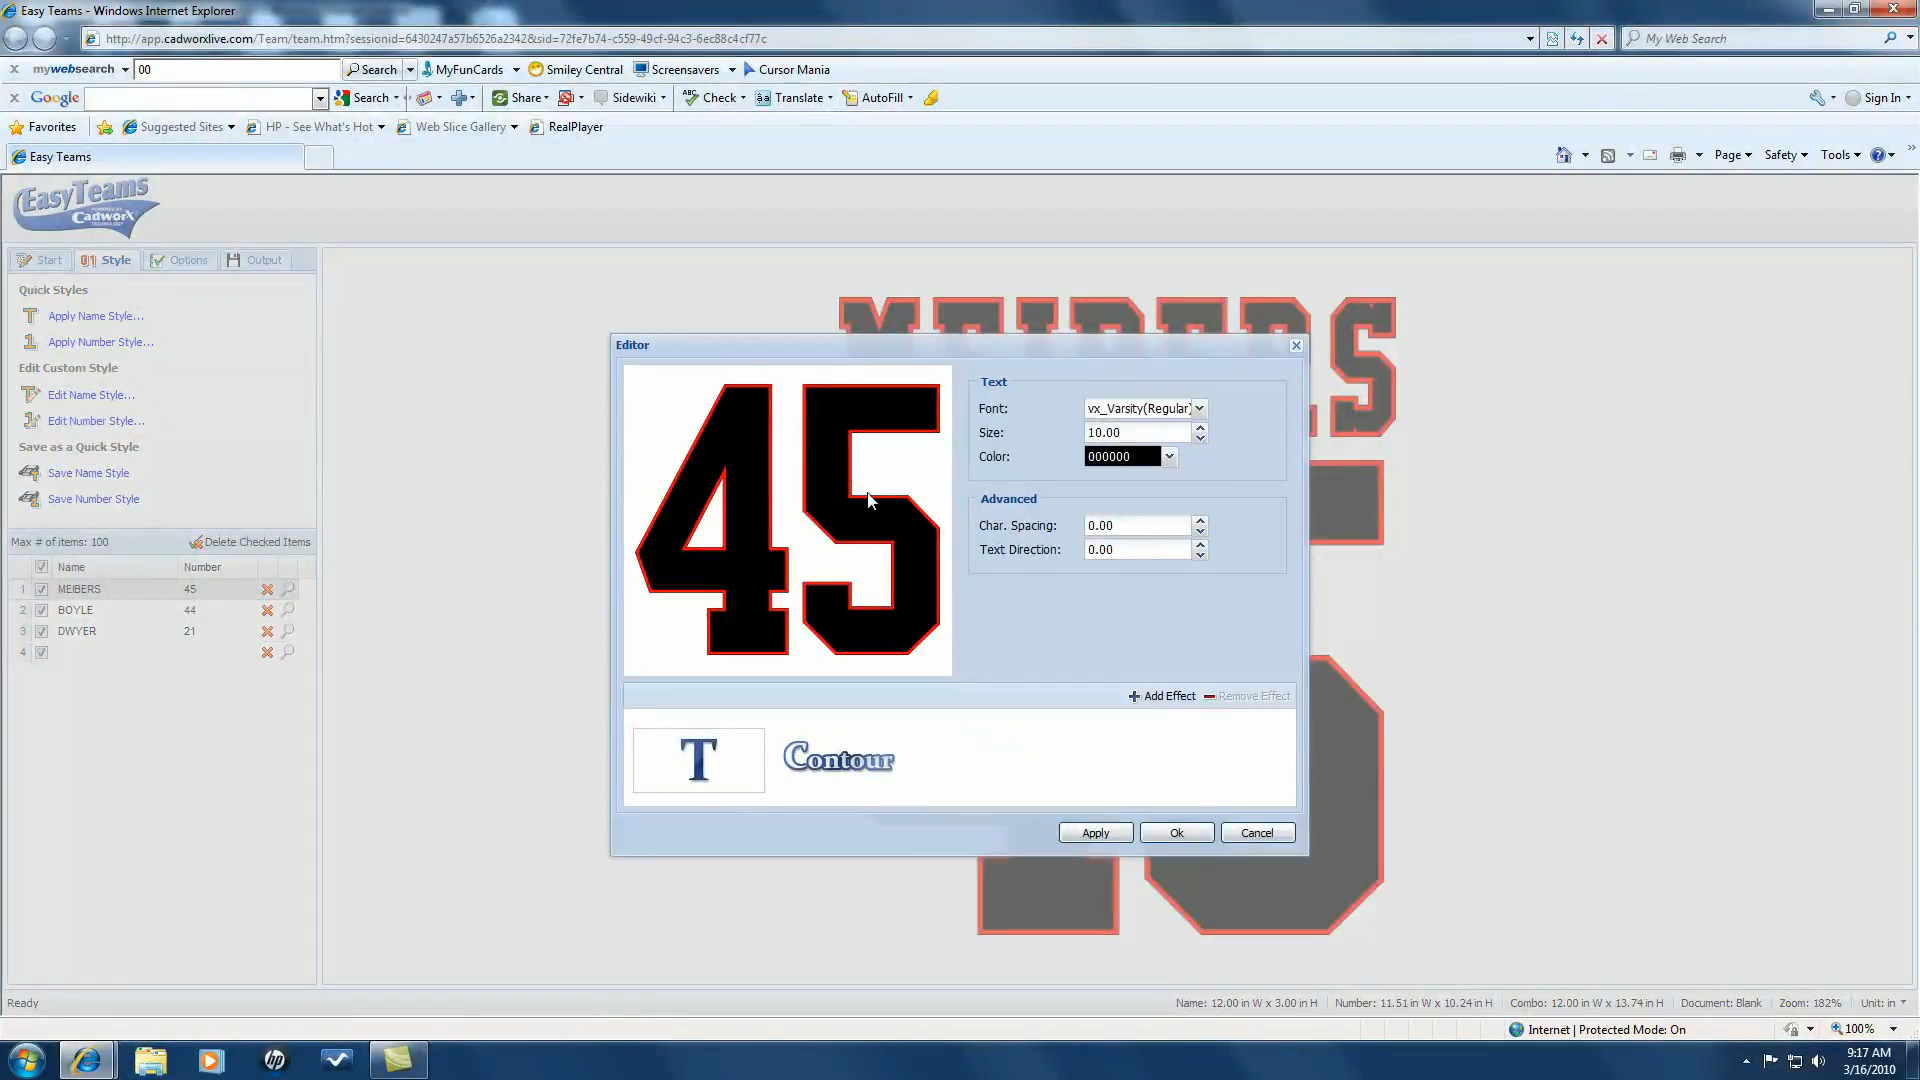 Easy Teams - Windows Internet Explorer
http://app.cadworxlive.com/Team/team.htm?sessionid=6430247a57b6526a2342&sid=72fe7b74-c559-49cf-94c3-6ec88c4cf77c
My Web Search
x mywebsearch 00 Search MyFunCards Smiley Central Screensavers Cursor Mania
x Google Search Share Sidewiki Check Translate AutoFill Sign In
Favorites Suggested Sites HP - See What's Hot Web Slice Gallery RealPlayer
Easy Teams Page Safety Tools
EasyTeams
POWERED BY
CadworX
TECHNOLOGY
Start 01 Style Options Output
Quick Styles
Apply Name Style...
Apply Number Style...
Edit Custom Style
Edit Name Style...
Edit Number Style...
Save as a Quick Style
Save Name Style
Save Number Style
Max # of items: 100 Delete Checked Items
Name Number
1 MEIBERS 45
2 BOYLE 44
3 DWYER 21
4
MEIBERS
Editor
45
Text
Font: vx_Varsity(Regular)
Size: 10.00
Color: 000000
Advanced
Char. Spacing: 0.00
Text Direction: 0.00
Add Effect Remove Effect
T Contour
Apply Ok Cancel
Ready Name: 12.00 in W x 3.00 in H Number: 11.51 in W x 10.24 in H Combo: 12.00 in W x 13.74 in H Document: Blank Zoom: 182% Unit: in
Internet | Protected Mode: On 100%
hp
9:17 AM
3/16/2010